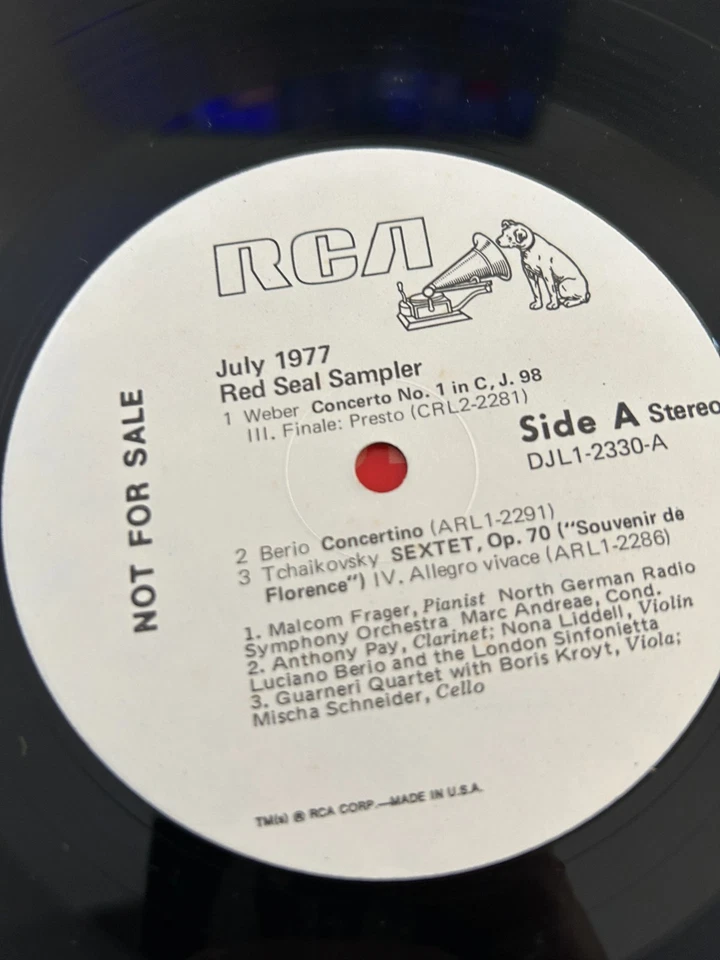 RCA
July 1977
Red Seal Sampler
1 Weber Concerto No. 1 in C, J. 98
III. Finale: Presto (CRL2-2281)
Side A Stereo
DJL1-2330-A
NOT FOR SALE
2 Berio Concertino (ARL1-2291)
3 Tchaikovsky SEXTET, Op. 70 ("Souvenir de
Florence") IV. Allegro vivace (ARL1-2286)
1. Malcom Frager, Pianist North German Radio
Symphony Orchestra Marc Andreae, Cond.
2. Anthony Pay, Clarinet; Nona Liddell, Violin
Luciano Berio and the London Sinfonietta
3. Guarneri Quartet with Boris Kroyt, Viola;
Mischa Schneider, Cello
TM(s) ® RCA CORP.—MADE IN U.S.A.